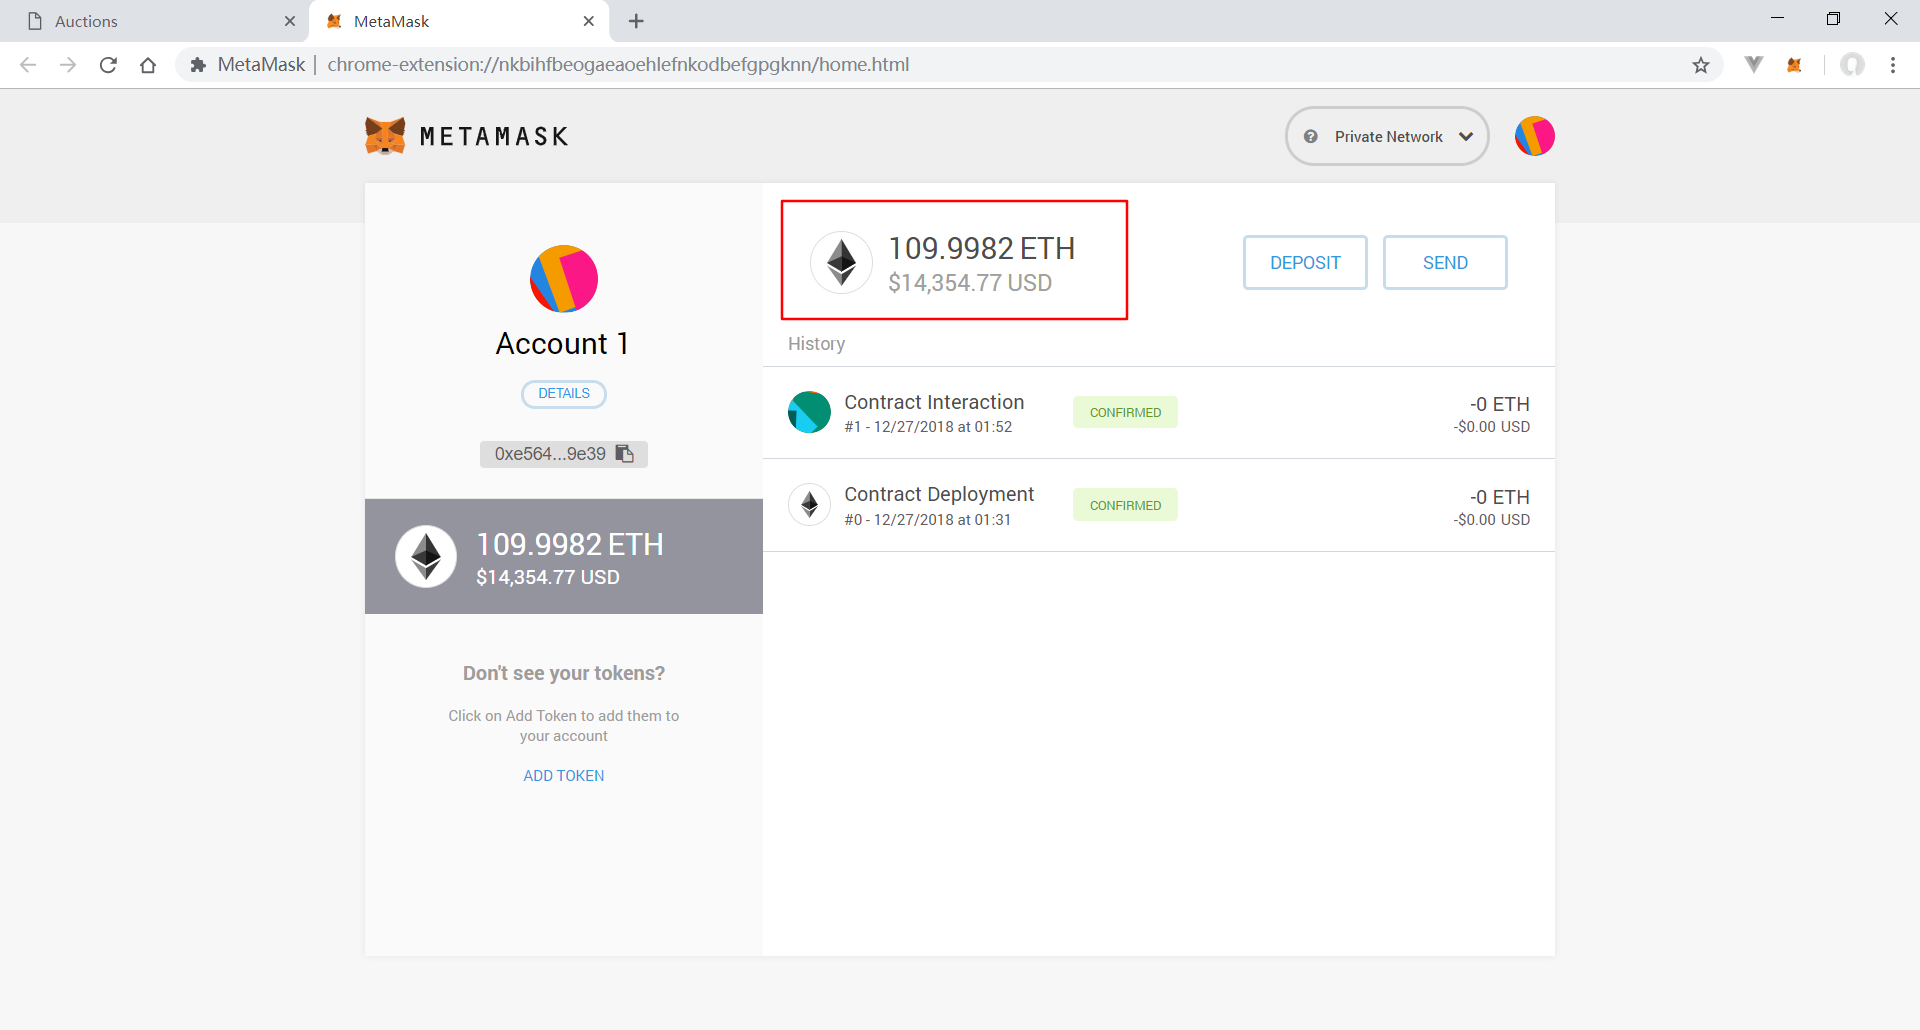 Auctions
MetaMask
MetaMask | chrome-extension://nkbihfbeogaeaoehlefnkodbefgpgknn/home.html
METAMASK
Private Network
Account 1
DETAILS
0xe564...9e39
109.9982 ETH
$14,354.77 USD
Don't see your tokens?
Click on Add Token to add them to
your account
ADD TOKEN
109.9982 ETH
$14,354.77 USD
DEPOSIT
SEND
History
Contract Interaction
#1 - 12/27/2018 at 01:52
CONFIRMED
-0 ETH
-$0.00 USD
Contract Deployment
#0 - 12/27/2018 at 01:31
CONFIRMED
-0 ETH
-$0.00 USD